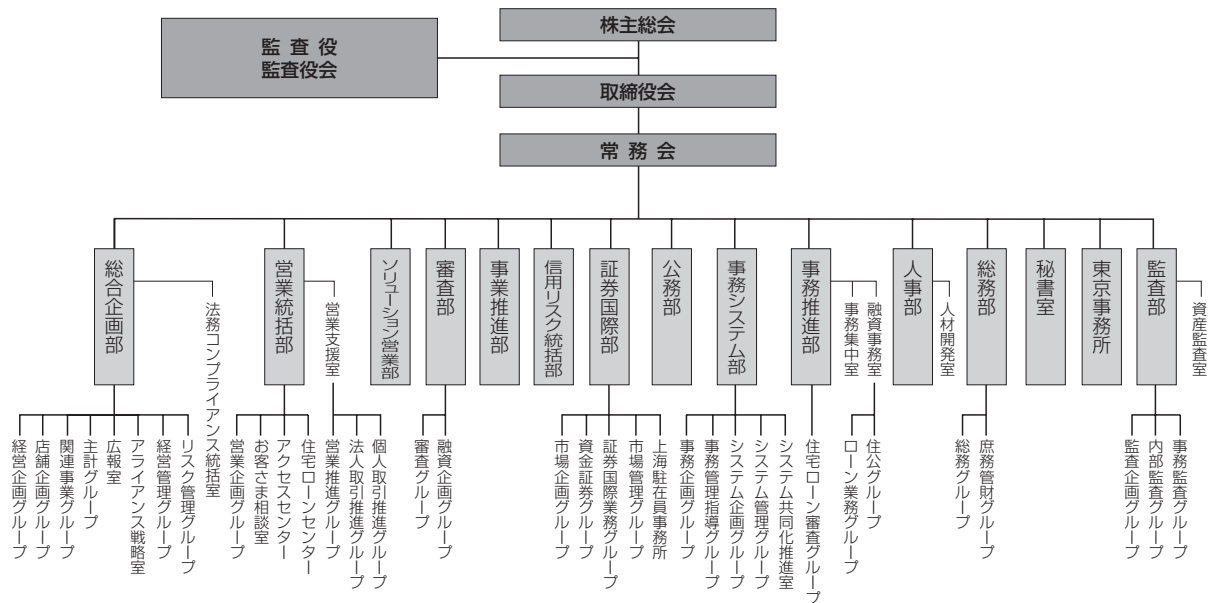 株主総会
監査役
監査役会
取締役会
常務会
総合企画部
法務コンプライアンス統括室
営業統括部
営業支援室
ソリューション営業部
審査部
事業推進部
信用リスク統括部
証券国際部
公務部
事務システム部
事務推進部
事務集中室
融資事務室
人事部
人材開発室
総務部
秘書室
東京事務所
監査部
資産監査室
経営企画グループ
店舗企画グループ
関連事業グループ
主計グループ
広報室
アライアンス戦略室
経営管理グループ
リスク管理グループ
営業企画グループ
お客さま相談室
アクセスセンター
住宅ローンセンター
営業推進グループ
法人取引推進グループ
個人取引推進グループ
審査グループ
融資企画グループ
市場企画グループ
資金証券グループ
証券国際業務グループ
市場管理グループ
上海駐在員事務所
事務企画グループ
事務管理指導グループ
システム企画グループ
システム管理グループ
システム共同化推進室
住宅ローン審査グループ
ローン業務グループ
住公グループ
総務グループ
庶務管財グループ
監査企画グループ
内部監査グループ
事務監査グループ